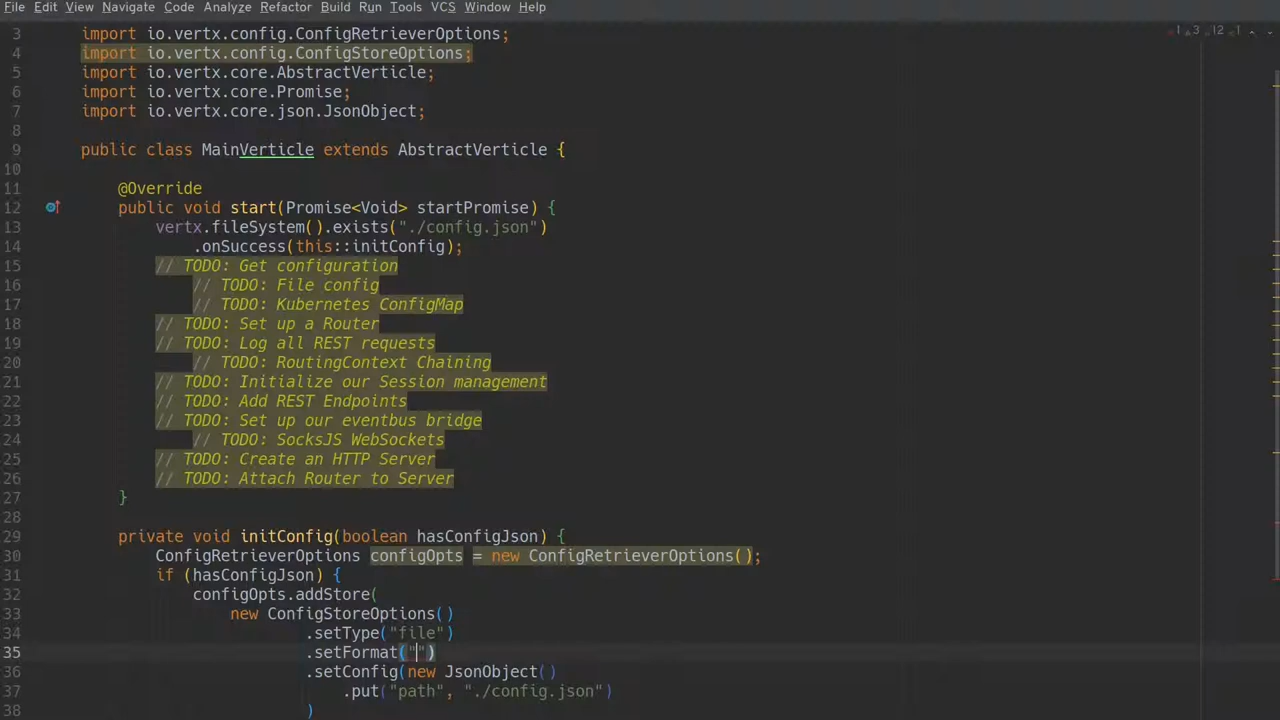 File Edit View Navigate Code Analyze Refactor Build Run Tools VCS Window Help
1 3 12 1
3 import io.vertx.config.ConfigRetrieverOptions;
4 import io.vertx.config.ConfigStoreOptions;
5 import io.vertx.core.AbstractVerticle;
6 import io.vertx.core.Promise;
7 import io.vertx.core.json.JsonObject;
8
9 public class MainVerticle extends AbstractVerticle {
10
11 @Override
12 public void start(Promise<Void> startPromise) {
13 vertx.fileSystem().exists("./config.json")
14 .onSuccess(this::initConfig);
15 // TODO: Get configuration
16 // TODO: File config
17 // TODO: Kubernetes ConfigMap
18 // TODO: Set up a Router
19 // TODO: Log all REST requests
20 // TODO: RoutingContext Chaining
21 // TODO: Initialize our Session management
22 // TODO: Add REST Endpoints
23 // TODO: Set up our eventbus bridge
24 // TODO: SocksJS WebSockets
25 // TODO: Create an HTTP Server
26 // TODO: Attach Router to Server
27 }
28
29 private void initConfig(boolean hasConfigJson) {
30 ConfigRetrieverOptions configOpts = new ConfigRetrieverOptions();
31 if (hasConfigJson) {
32 configOpts.addStore(
33 new ConfigStoreOptions()
34 .setType("file")
35 .setFormat("")
36 .setConfig(new JsonObject()
37 .put("path", "./config.json")
38 )